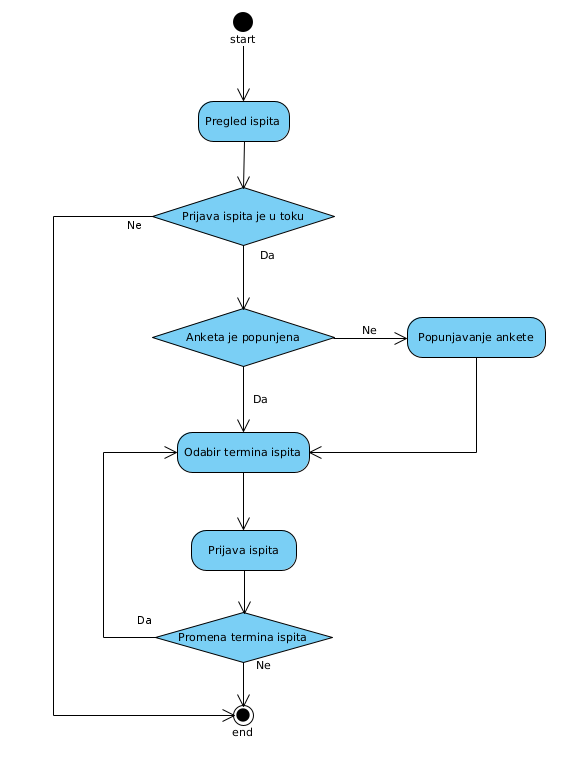 start
Pregled ispita
Prijava ispita je u toku
Ne
Da
Anketa je popunjena
Ne
Popunjavanje ankete
Da
Odabir termina ispita
Prijava ispita
Da
Promena termina ispita
Ne
end